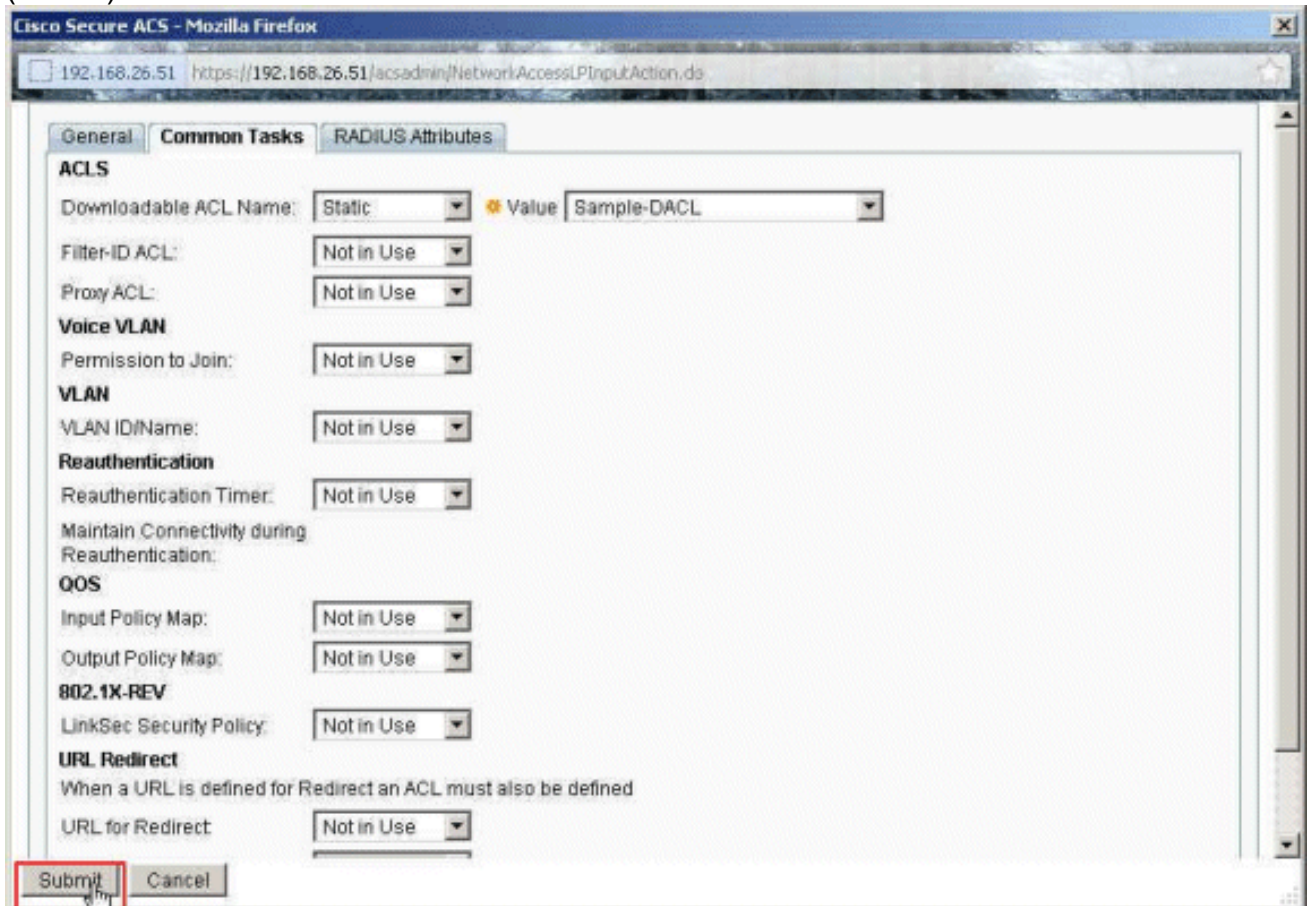 Cisco Secure ACS - Mozilla Firefox
192.168.26.51 https://192.168.26.51/acsadmin/NetworkAccessLPInputAction.do
General Common Tasks RADIUS Attributes
ACLS
Downloadable ACL Name: Static Value Sample-DACL
Filter-ID ACL: Not in Use
Proxy ACL: Not in Use
Voice VLAN
Permission to Join: Not in Use
VLAN
VLAN ID/Name: Not in Use
Reauthentication
Reauthentication Timer: Not in Use
Maintain Connectivity during
Reauthentication:
QOS
Input Policy Map: Not in Use
Output Policy Map: Not in Use
802.1X-REV
LinkSec Security Policy: Not in Use
URL Redirect
When a URL is defined for Redirect an ACL must also be defined
URL for Redirect Not in Use
Submit Cancel